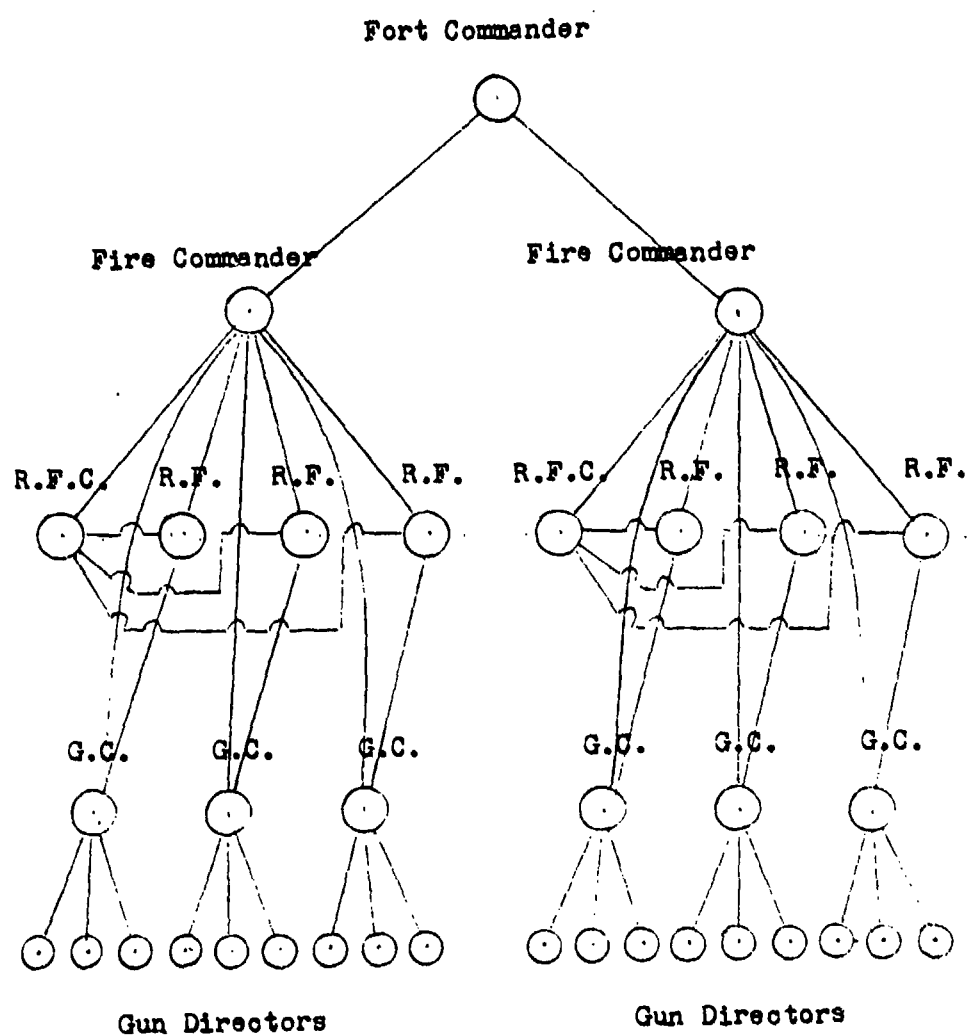 Fort Commander
Fire Commander
Fire Commander
R.F.C. R.F. R.F. R.F.
R.F.C. R.F. R.F. R.F.
G.C. G.C. G.C.
G.C. G.C. G.C.
Gun Directors
Gun Directors